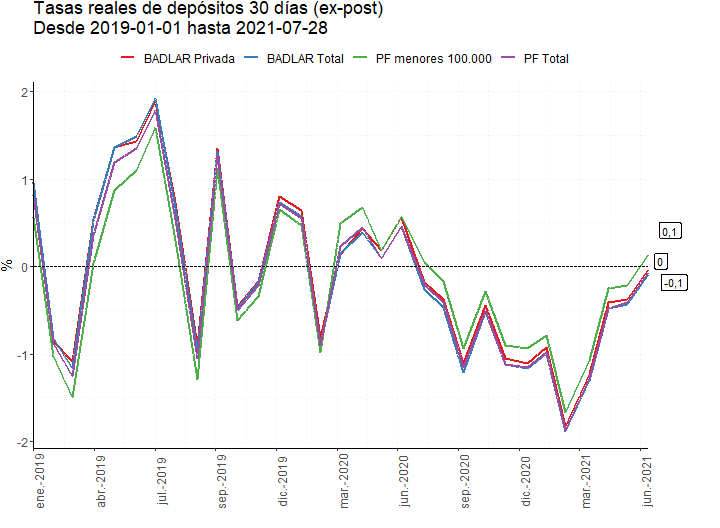 Tasas reales de depósitos 30 días (ex-post)
Desde 2019-01-01 hasta 2021-07-28
BADLAR Privada BADLAR Total PF menores 100.000 PF Total
2
1
0
-1
-2
%
0,1
0
-0,1
ene.-2019
abr.-2019
jul.-2019
sep.-2019
dic.-2019
mar.-2020
jun.-2020
sep.-2020
dic.-2020
mar.-2021
jun.-2021